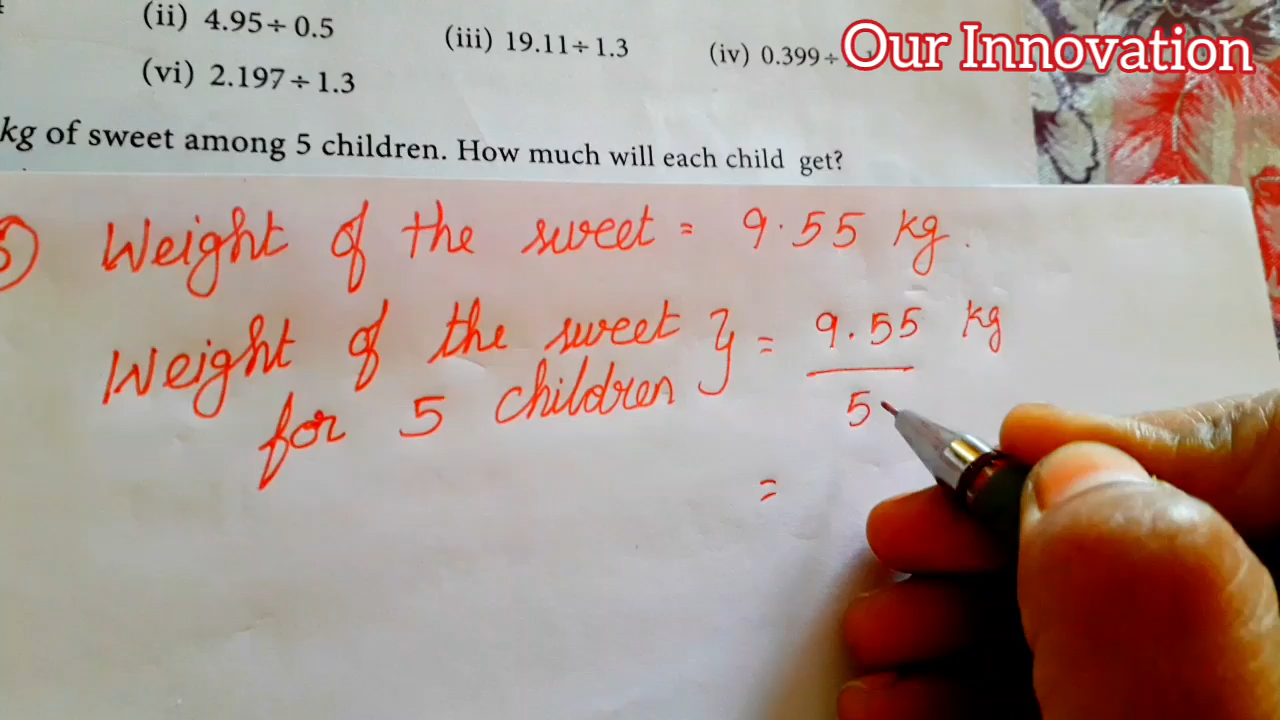 (ii) 4.95÷ 0.5
(iii) 19.11÷ 1.3
(iv) 0.399÷
Our Innovation
(vi) 2.197÷1.3
kg of sweet among 5 children. How much will each child get?
Weight of the sweet = 9.55 kg.
Weight of the sweet } = 9.55 kg
for 5 children
5
=